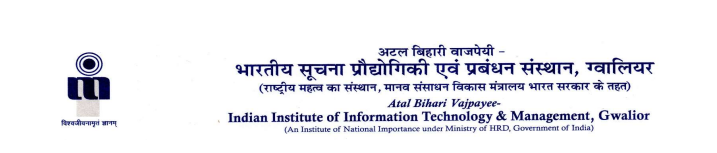 अटल बिहारी वाजपेयी –
भारतीय सूचना प्रौद्योगिकी एवं प्रबंधन संस्थान, ग्वालियर
(राष्ट्रीय महत्व का संस्थान, मानव संसाधन विकास मंत्रालय भारत सरकार के तहत)
Atal Bihari Vajpayee-
Indian Institute of Information Technology & Management, Gwalior
(An Institute of National Importance under Ministry of HRD, Government of India)
विश्वजीवनामृतं ज्ञानम्